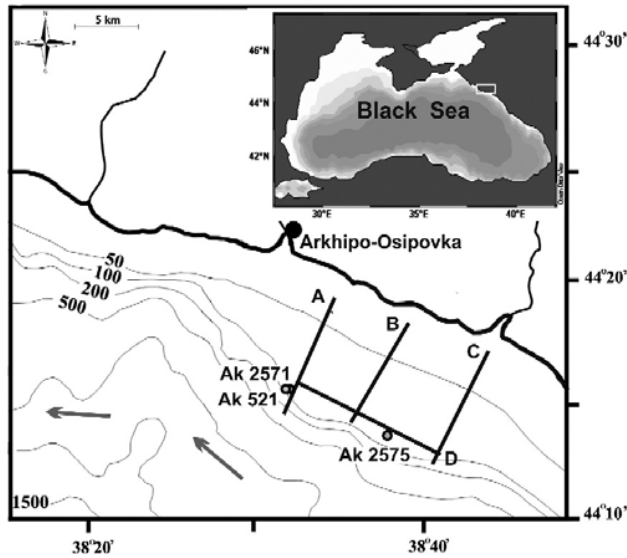 N
5 km
44°30'
46°N
44°N
42°N
Black Sea
30°E
35°E
40°E
Arkhipo-Osipovka
50
100
200
500
44°20'
A
B
C
Ak 2571
Ak 521
Ak 2575
D
1500
44°10'
38°20'
38°40'